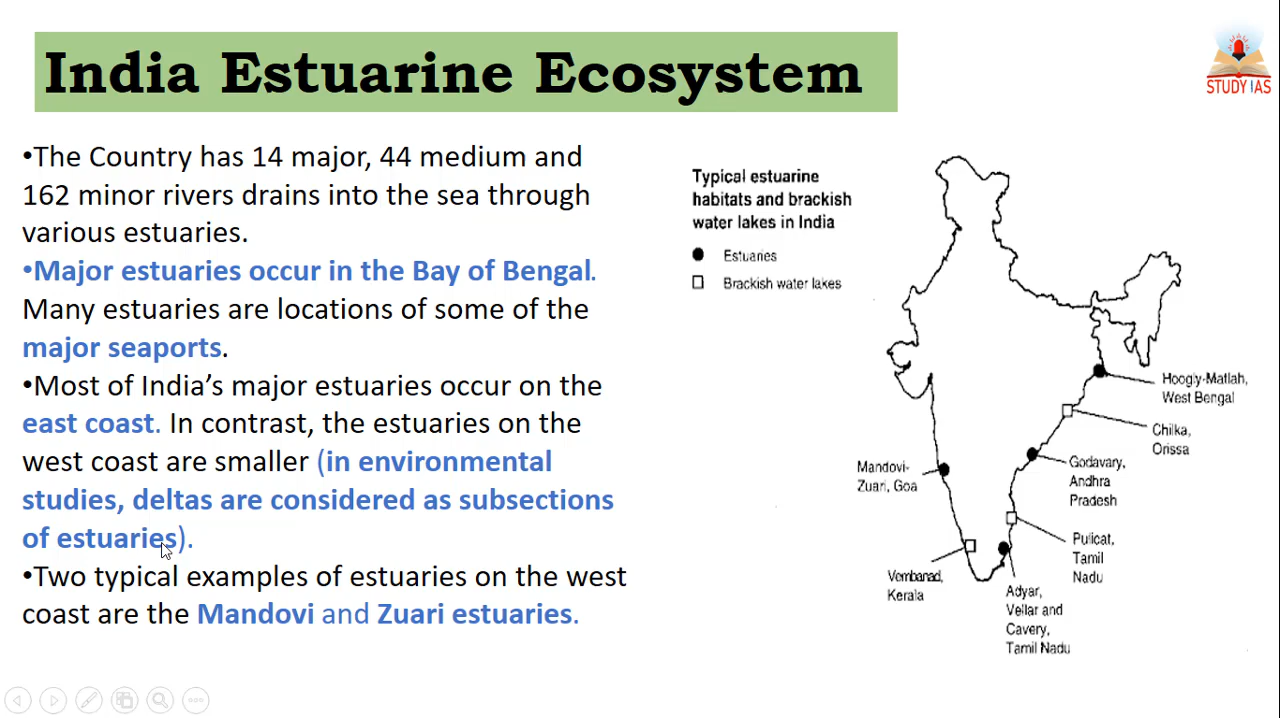 India Estuarine Ecosystem
STUDY IAS
•The Country has 14 major, 44 medium and
162 minor rivers drains into the sea through
various estuaries.
•Major estuaries occur in the Bay of Bengal.
Many estuaries are locations of some of the
major seaports.
•Most of India’s major estuaries occur on the
east coast. In contrast, the estuaries on the
west coast are smaller (in environmental
studies, deltas are considered as subsections
of estuaries).
•Two typical examples of estuaries on the west
coast are the Mandovi and Zuari estuaries.
Typical estuarine
habitats and brackish
water lakes in India
Estuaries
Brackish water lakes
Hoogly-Matlah,
West Bengal
Chilka,
Orissa
Godavary,
Andhra
Pradesh
Mandovi-
Zuari, Goa
Pulicat,
Tamil
Nadu
Vembanad,
Kerala
Adyar,
Vellar and
Cavery,
Tamil Nadu